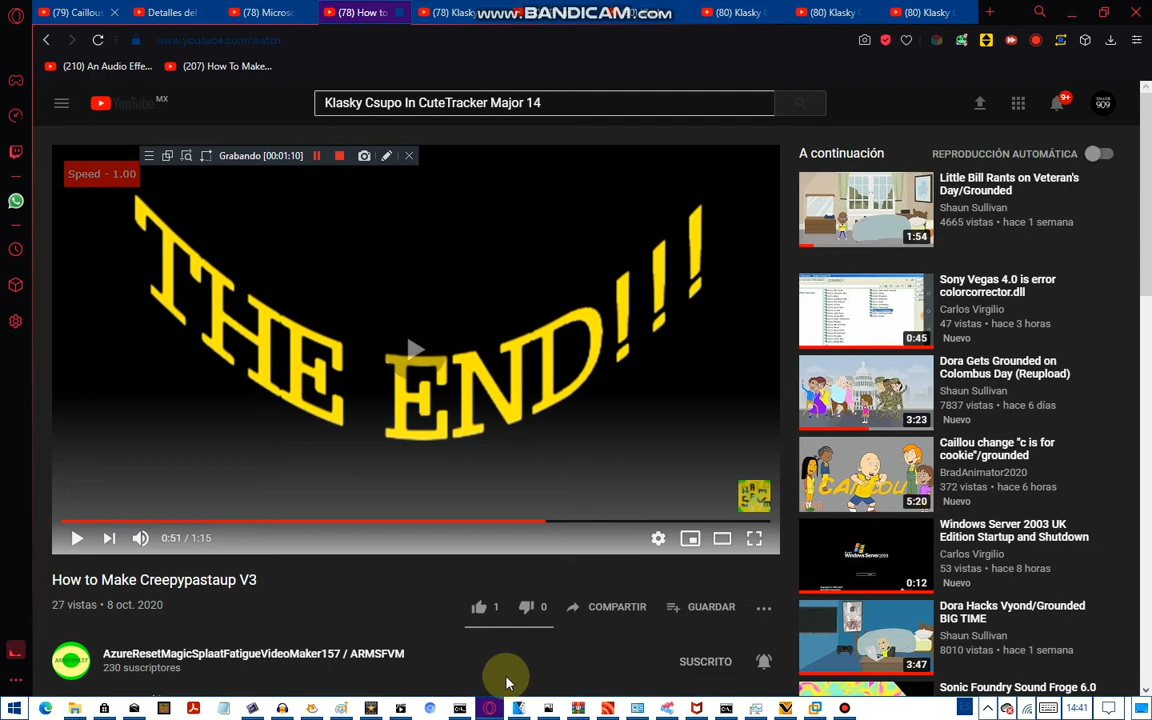 (79) Caillou
Detalles del
(78) Micros
(78) How to
(78) Klasky
www.BANDICAM.com
(80) Klasky
(80) Klasky
(80) Klasky
www.youtube.com/watch
(210) An Audio Effe...
(207) How To Make...
YouTube MX
Klasky Csupo In CuteTracker Major 14
9+
909
Grabando [00:01:10]
Speed - 1.00
THE END!!!
0:51 / 1:15
How to Make Creepypastaup V3
27 vistas • 8 oct. 2020
1
0
COMPARTIR
GUARDAR
AzureResetMagicSplaatFatigueVideoMaker157 / ARMSFVM
230 suscriptores
SUSCRITO
A continuación
REPRODUCCIÓN AUTOMÁTICA
Little Bill Rants on Veteran's
Day/Grounded
Shaun Sullivan
4665 vistas • hace 1 semana
1:54
Sony Vegas 4.0 is error
colorcorrector.dll
Carlos Virgilio
47 vistas • hace 3 horas
Nuevo
0:45
Dora Gets Grounded on
Colombus Day (Reupload)
Shaun Sullivan
7837 vistas • hace 6 días
Nuevo
3:23
Caillou change "c is for
cookie"/grounded
BradAnimator2020
372 vistas • hace 6 horas
Nuevo
CAILLOU
5:20
Windows Server 2003 UK
Edition Startup and Shutdown
Carlos Virgilio
53 vistas • hace 8 horas
Nuevo
0:12
Dora Hacks Vyond/Grounded
BIG TIME
Shaun Sullivan
8010 vistas • hace 1 semana
3:47
Sonic Foundry Sound Froge 6.0
14:41